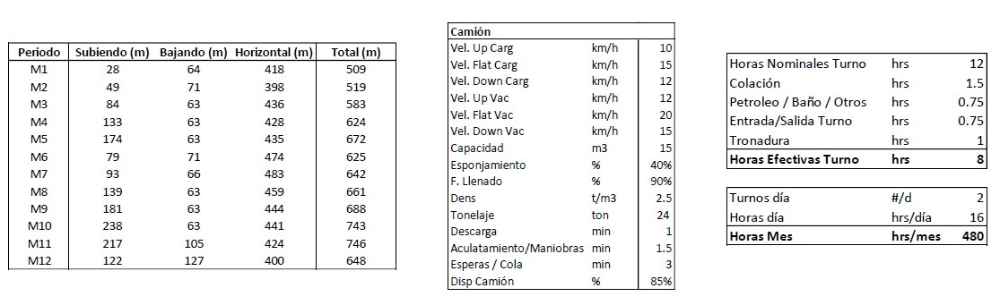 Periodo Subiendo (m) Bajando (m) Horizontal (m) Total (m)
M1 28 64 418 509
M2 49 71 398 519
M3 84 63 436 583
M4 133 63 428 624
M5 174 63 435 672
M6 79 71 474 625
M7 93 66 483 642
M8 139 63 459 661
M9 181 63 444 688
M10 238 63 441 743
M11 217 105 424 746
M12 122 127 400 648
Camión
Vel. Up Carg km/h 10
Vel. Flat Carg km/h 15
Vel. Down Carg km/h 12
Vel. Up Vac km/h 12
Vel. Flat Vac km/h 20
Vel. Down Vac km/h 15
Capacidad m3 15
Esponjamiento % 40%
F. Llenado % 90%
Dens t/m3 2.5
Tonelaje ton 24
Descarga min 1
Aculatamiento/Maniobras min 1.5
Esperas / Cola min 3
Disp Camión % 85%
Horas Nominales Turno hrs 12
Colación hrs 1.5
Petroleo / Baño / Otros hrs 0.75
Entrada/Salida Turno hrs 0.75
Tronadura hrs 1
Horas Efectivas Turno hrs 8
Turnos día #/d 2
Horas día hrs/día 16
Horas Mes hrs/mes 480